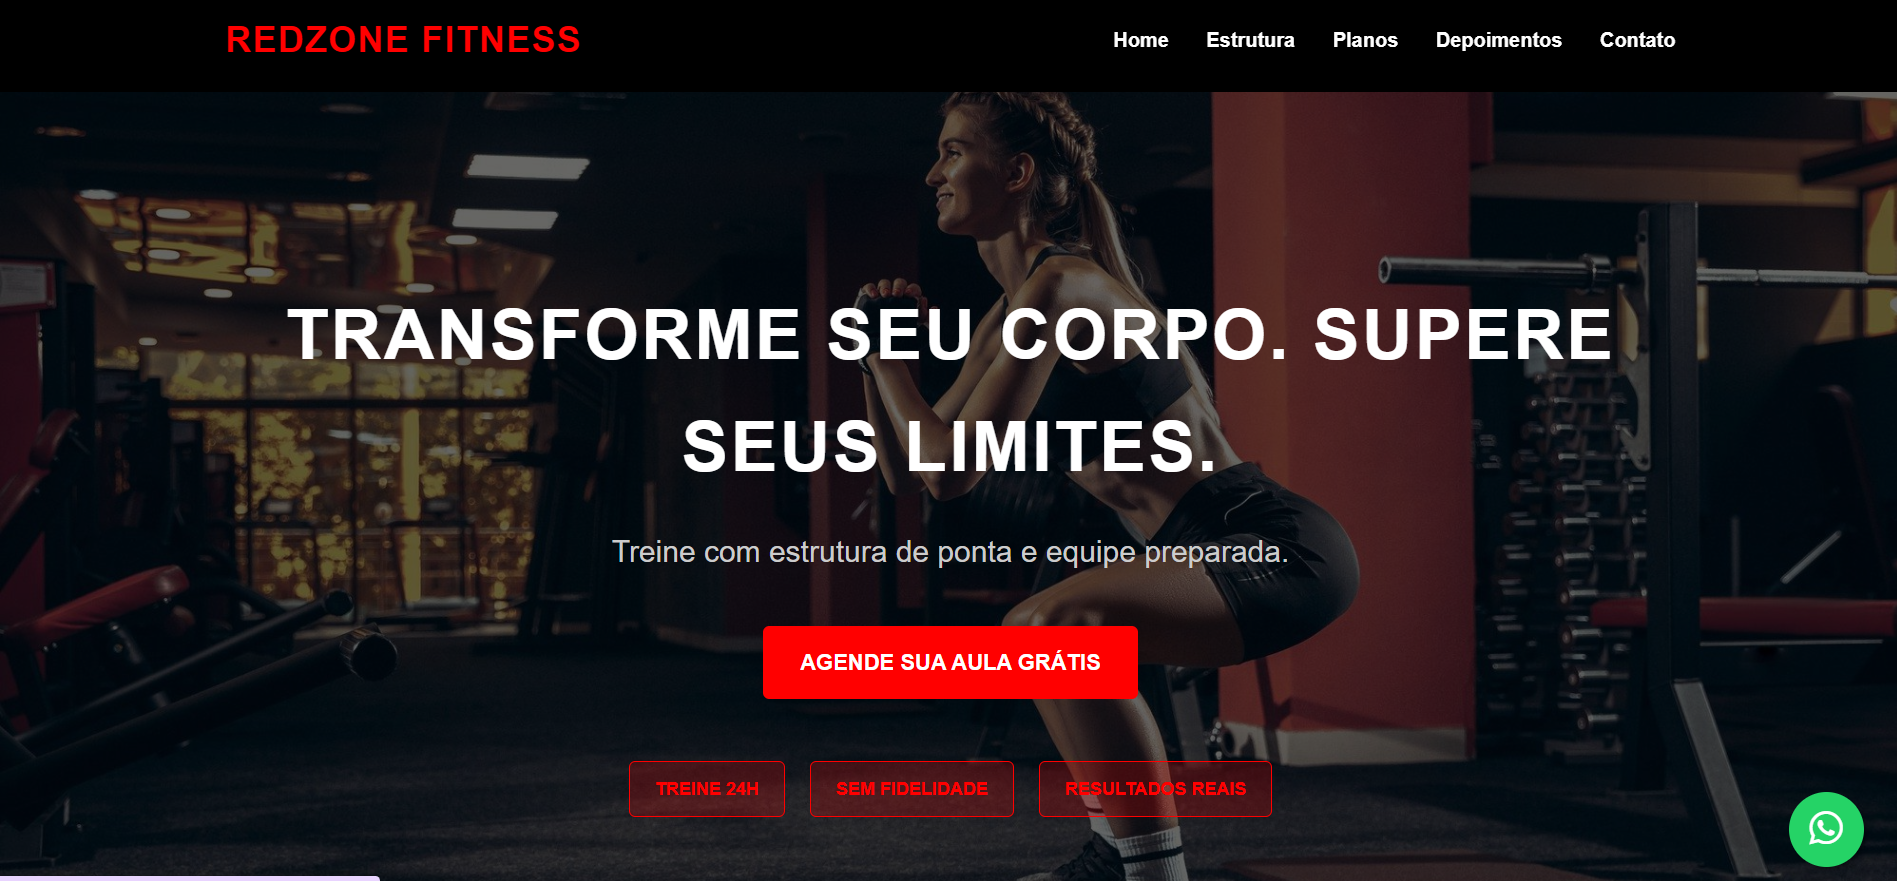 REDZONE FITNESS
Home Estrutura Planos Depoimentos Contato
TRANSFORME SEU CORPO. SUPERE
SEUS LIMITES.
Treine com estrutura de ponta e equipe preparada.
AGENDE SUA AULA GRÁTIS
TREINE 24H SEM FIDELIDADE RESULTADOS REAIS